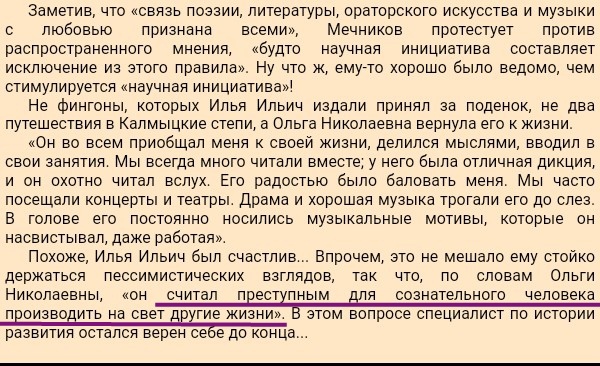 Заметив, что «связь поэзии, литературы, ораторского искусства и музыки
с любовью признана всеми», Мечников протестует против
распространенного мнения, «будто научная инициатива составляет
исключение из этого правила». Ну что ж, ему-то хорошо было ведомо, чем
стимулируется «научная инициатива»!
Не фингоны, которых Илья Ильич издали принял за поденок, не два
путешествия в Калмыцкие степи, а Ольга Николаевна вернула его к жизни.
«Он во всем приобщал меня к своей жизни, делился мыслями, вводил в
свои занятия. Мы всегда много читали вместе; у него была отличная дикция,
и он охотно читал вслух. Его радостью было баловать меня. Мы часто
посещали концерты и театры. Драма и хорошая музыка трогали его до слез.
В голове его постоянно носились музыкальные мотивы, которые он
насвистывал, даже работая».
Похоже, Илья Ильич был счастлив... Впрочем, это не мешало ему стойко
держаться пессимистических взглядов, так что, по словам Ольги
Николаевны, «он считал преступным для сознательного человека
производить на свет другие жизни». В этом вопросе специалист по истории
развития остался верен себе до конца...